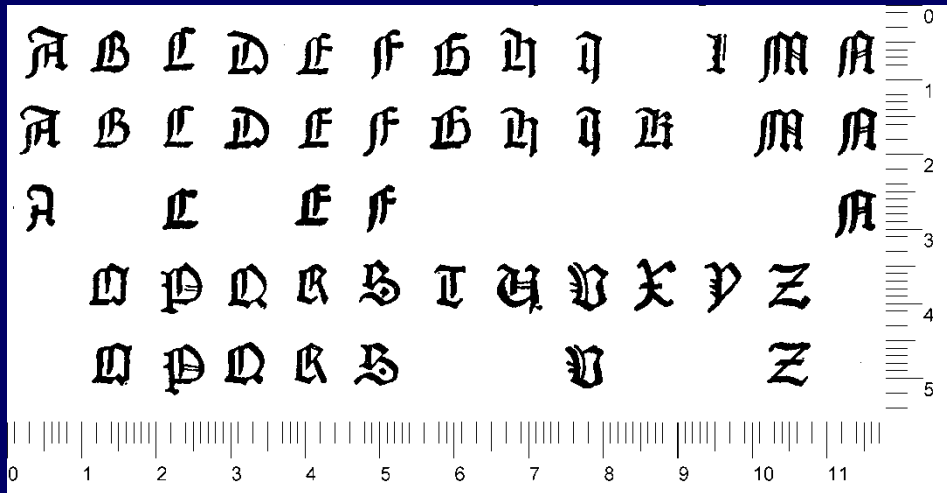 A B C D E F G H I L M N
A B C D E F G H I K M N
A C E F N
O P Q R S T U V X Y Z
O P Q R S V Z
0
1
2
3
4
5
0 1 2 3 4 5 6 7 8 9 10 11